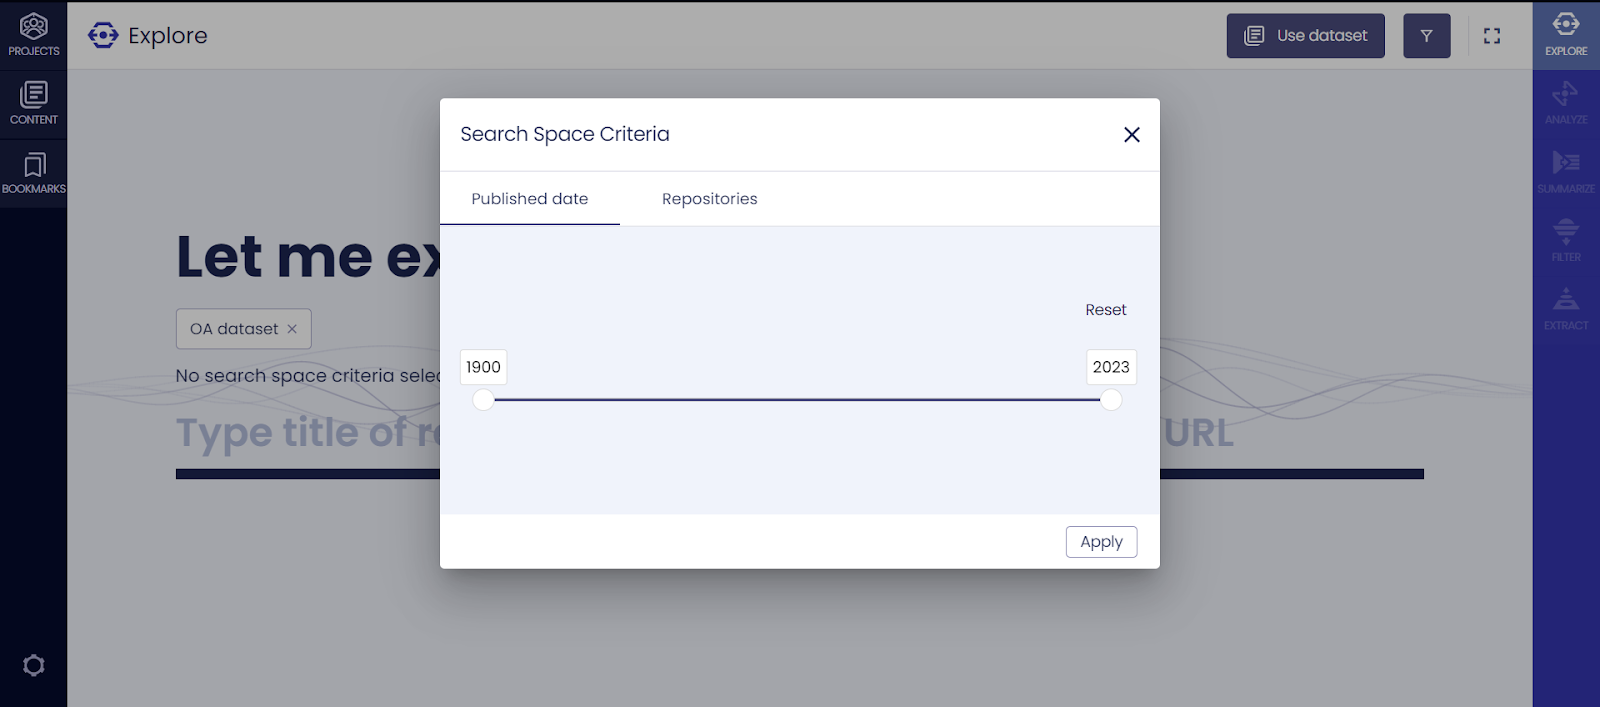 PROJECTS
CONTENT
BOOKMARKS
Explore
Use dataset
EXPLORE
ANALYZE
SUMMARIZE
FILTER
EXTRACT
Search Space Criteria
Published date
Repositories
Reset
1900
2023
Apply
Let me ex
OA dataset
No search space criteria selec
Type title of re
URL